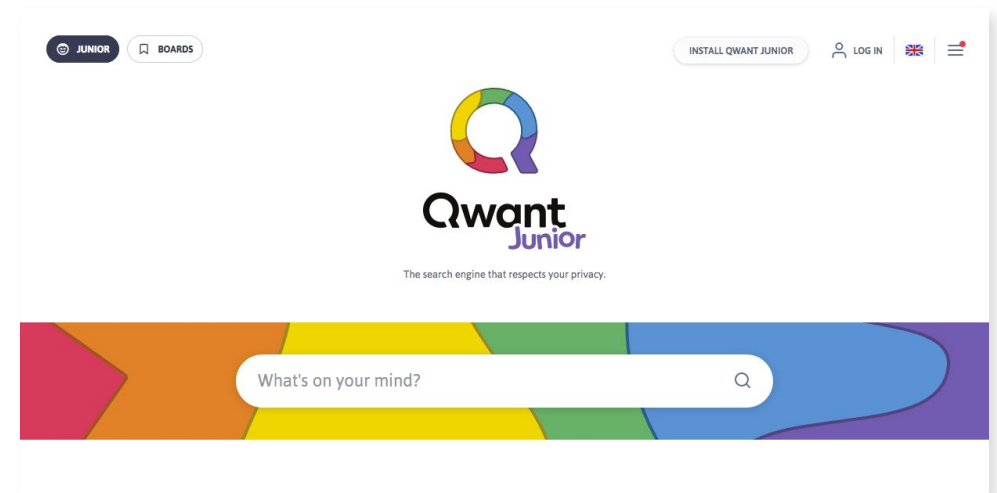 JUNIOR
BOARDS
INSTALL QWANT JUNIOR
LOG IN
Qwant
Junior
The search engine that respects your privacy.
What's on your mind?